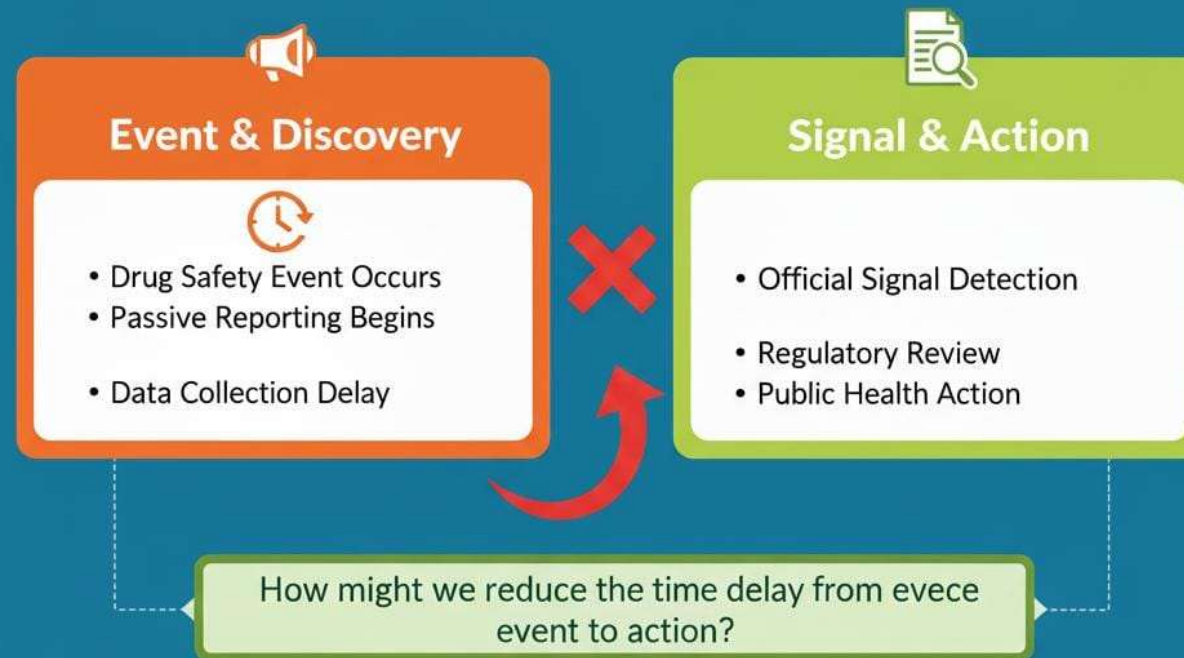 Event & Discovery
• Drug Safety Event Occurs
• Passive Reporting Begins
• Data Collection Delay
Signal & Action
• Official Signal Detection
• Regulatory Review
• Public Health Action
How might we reduce the time delay from evece
event to action?